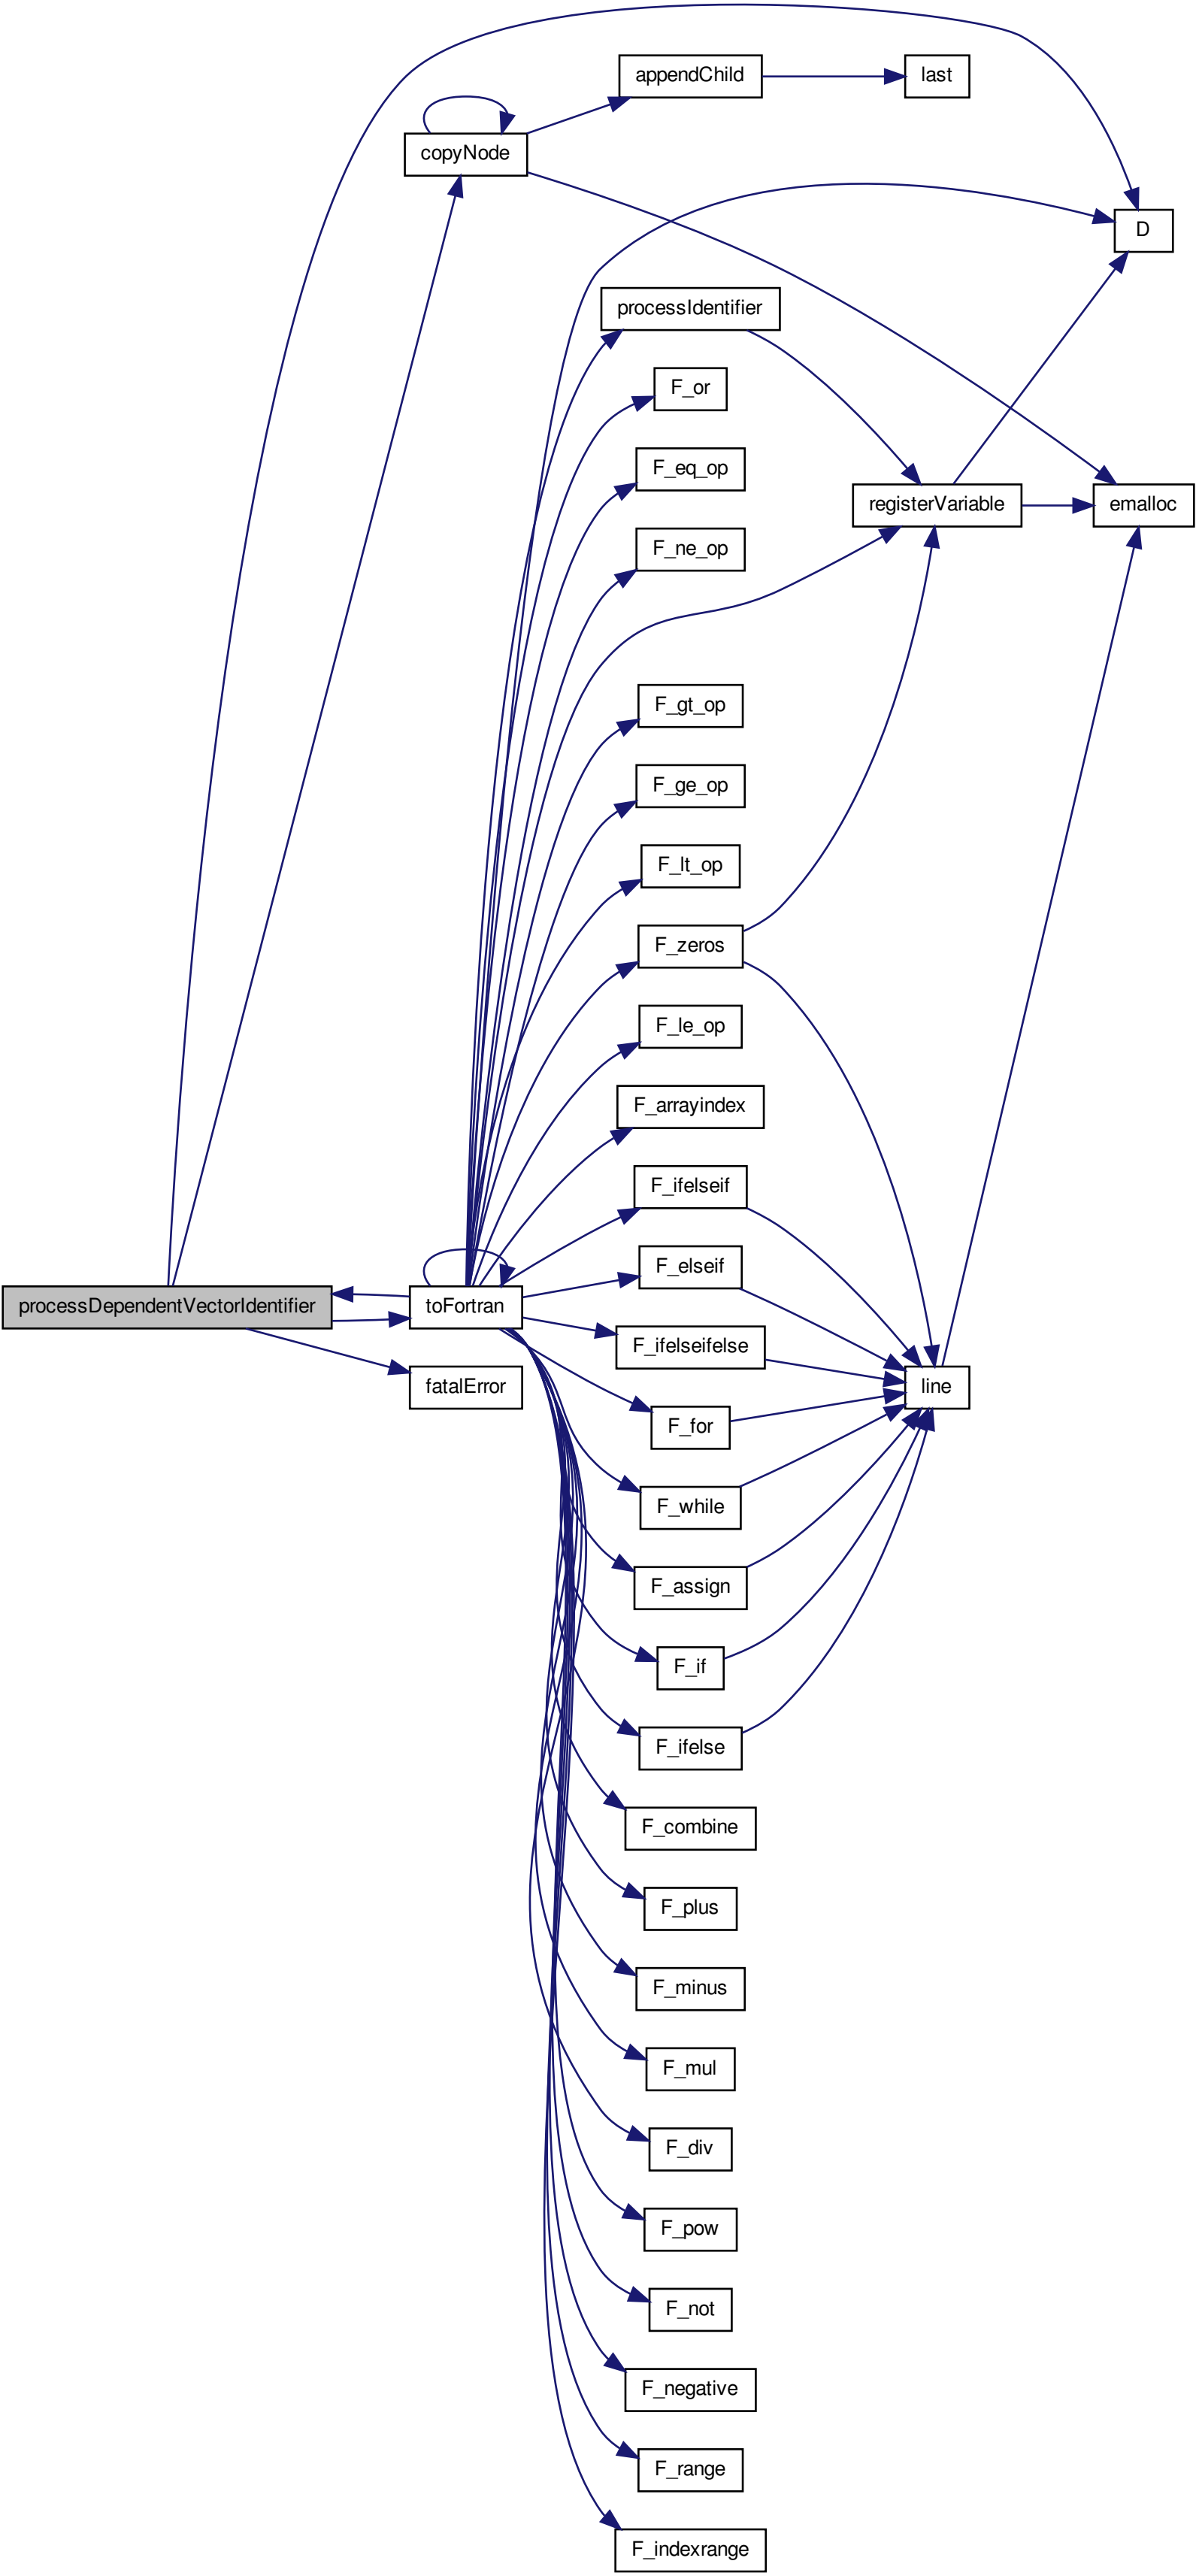 appendChild
last
copyNode
D
processIdentifier
F_or
F_eq_op
registerVariable
emalloc
F_ne_op
F_gt_op
F_ge_op
F_lt_op
F_zeros
F_le_op
F_arrayindex
F_ifelseif
F_elseif
processDependentVectorIdentifier
toFortran
F_ifelseifelse
fatalError
line
F_for
F_while
F_assign
F_if
F_ifelse
F_combine
F_plus
F_minus
F_mul
F_div
F_pow
F_not
F_negative
F_range
F_indexrange